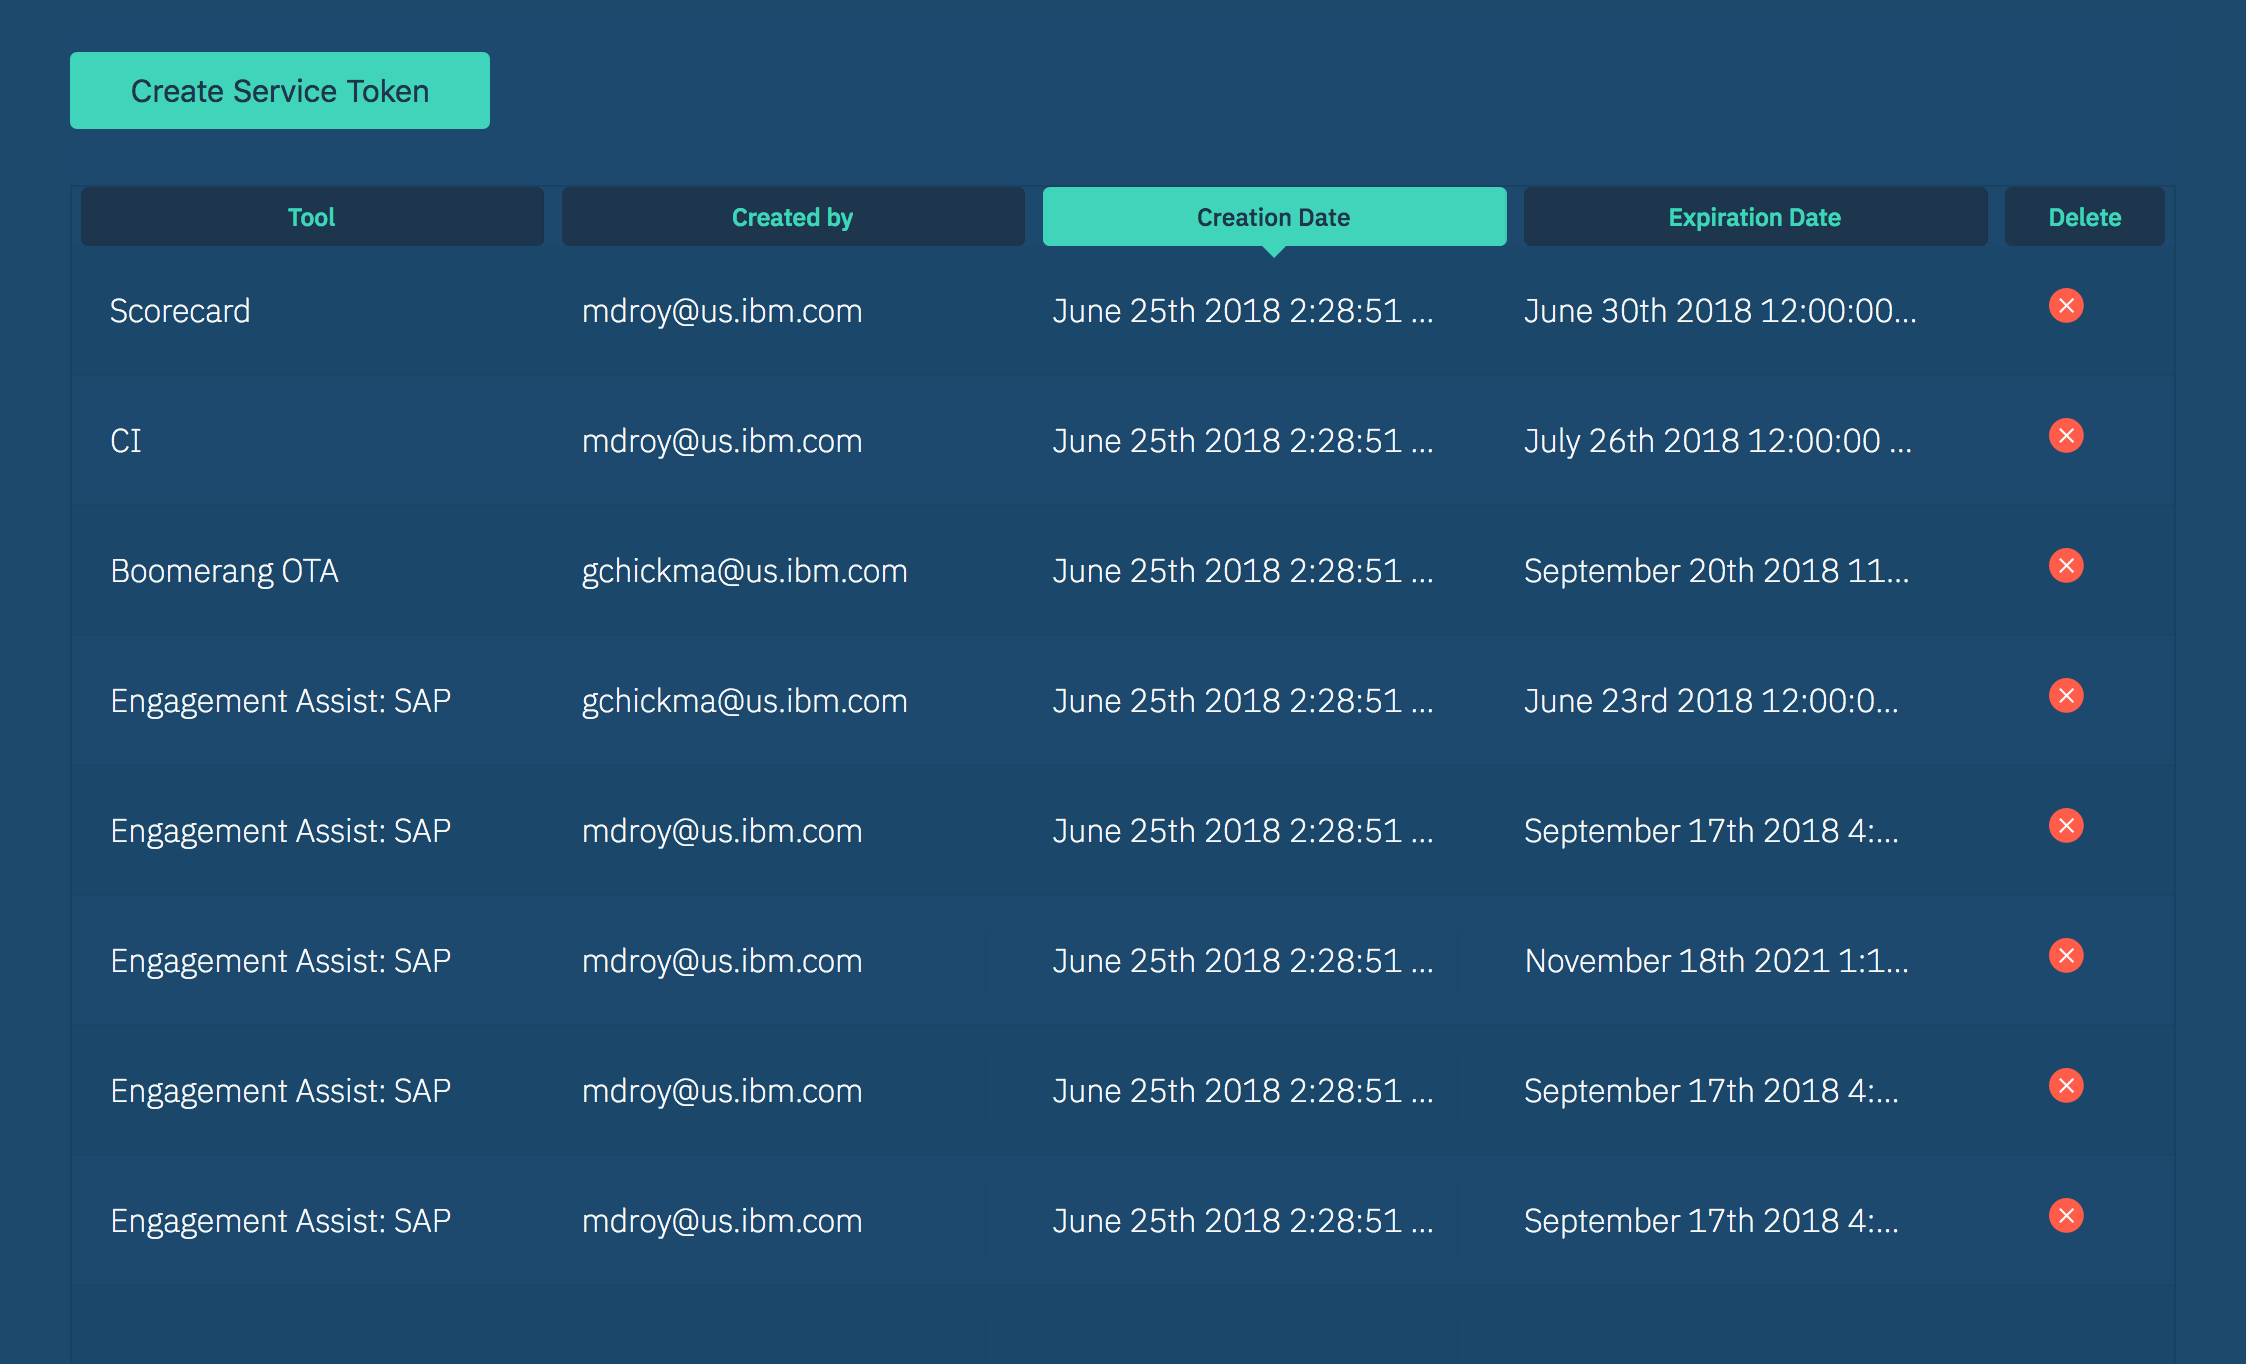 Create Service Token
Tool Created by Creation Date Expiration Date Delete
Scorecard mdroy@us.ibm.com June 25th 2018 2:28:51 ... June 30th 2018 12:00:00...
CI mdroy@us.ibm.com June 25th 2018 2:28:51 ... July 26th 2018 12:00:00 ...
Boomerang OTA gchickma@us.ibm.com June 25th 2018 2:28:51 ... September 20th 2018 11...
Engagement Assist: SAP gchickma@us.ibm.com June 25th 2018 2:28:51 ... June 23rd 2018 12:00:0...
Engagement Assist: SAP mdroy@us.ibm.com June 25th 2018 2:28:51 ... September 17th 2018 4:...
Engagement Assist: SAP mdroy@us.ibm.com June 25th 2018 2:28:51 ... November 18th 2021 1:1...
Engagement Assist: SAP mdroy@us.ibm.com June 25th 2018 2:28:51 ... September 17th 2018 4:...
Engagement Assist: SAP mdroy@us.ibm.com June 25th 2018 2:28:51 ... September 17th 2018 4:...